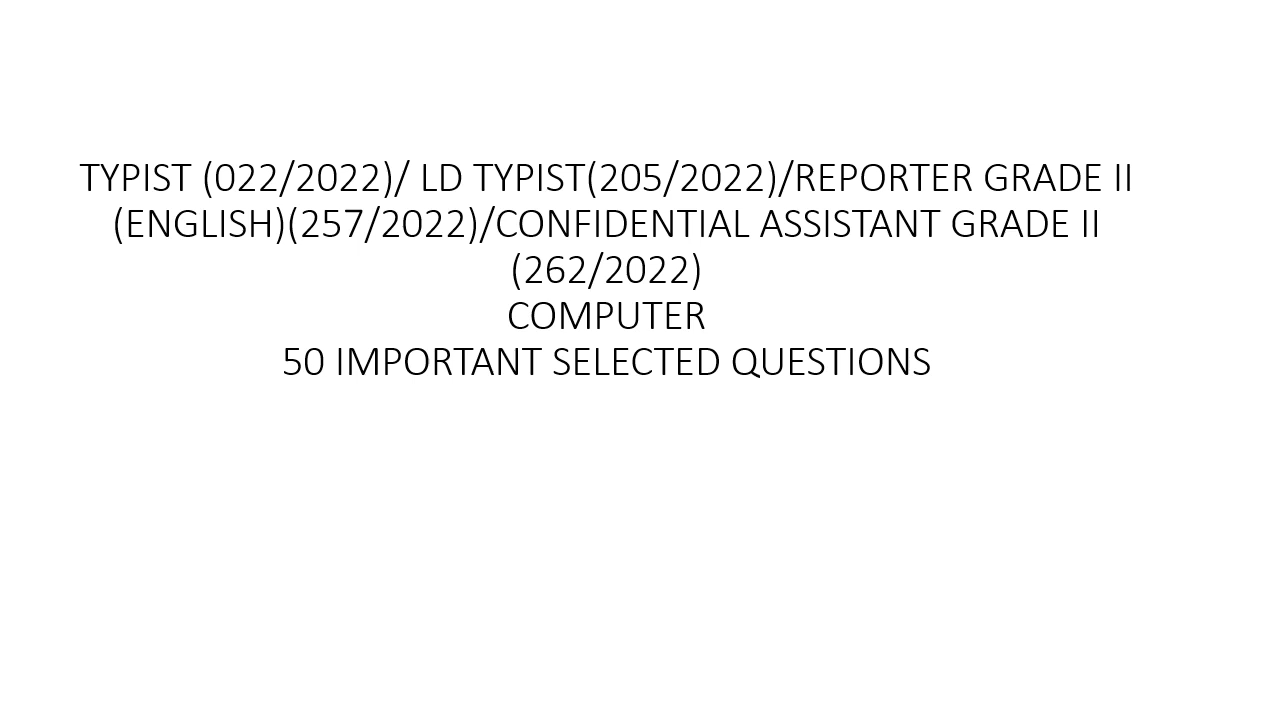 TYPIST (022/2022)/ LD TYPIST(205/2022)/REPORTER GRADE II
(ENGLISH)(257/2022)/CONFIDENTIAL ASSISTANT GRADE II
(262/2022)
COMPUTER
50 IMPORTANT SELECTED QUESTIONS